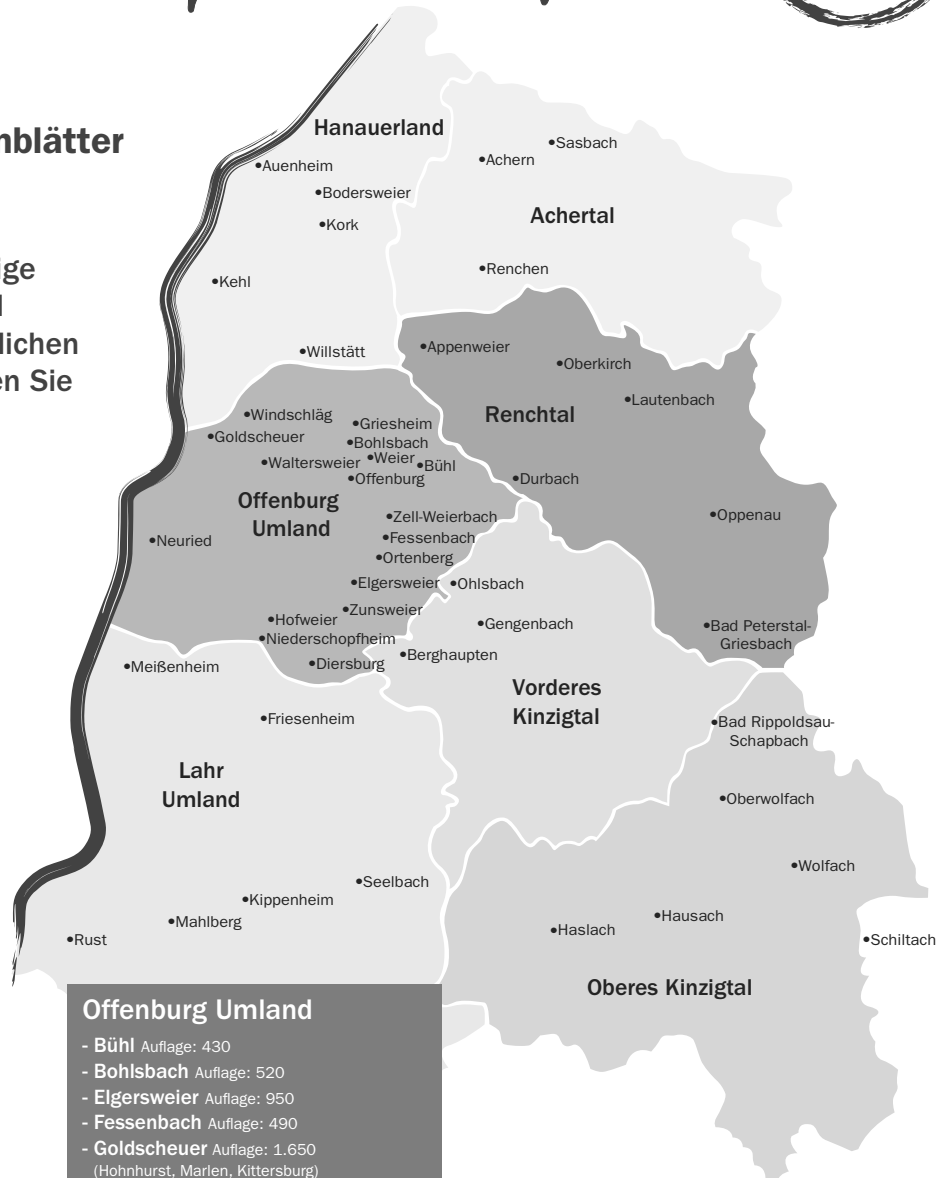 nblätter
ige
lichen
en Sie
Hanauerland
•Auenheim
•Bodersweier
•Kork
•Kehl
•Willstätt
•Sasbach
•Achern
Achertal
•Renchen
•Appenweier
•Oberkirch
•Lautenbach
Renchtal
•Durbach
•Oppenau
•Bad Peterstal-
Griesbach
•Windschläg
•Griesheim
•Goldscheuer
•Bohlsbach
•Weier
•Waltersweier
•Bühl
•Offenburg
Offenburg
Umland
•Zell-Weierbach
•Fessenbach
•Neuried
•Ortenberg
•Elgersweier
•Zunsweier
•Hofweier
•Niederschopfheim
•Diersburg
•Ohlsbach
•Gengenbach
•Berghaupten
Vorderes
Kinzigtal
•Meißenheim
•Friesenheim
Lahr
Umland
•Seelbach
•Kippenheim
•Mahlberg
•Rust
•Bad Rippoldsau-
Schapbach
•Oberwolfach
•Wolfach
•Hausach
•Haslach
•Schiltach
Oberes Kinzigtal
Offenburg Umland
- Bühl Auflage: 430
- Bohlsbach Auflage: 520
- Elgersweier Auflage: 950
- Fessenbach Auflage: 490
- Goldscheuer Auflage: 1.650
(Hohnhurst, Marlen, Kittersburg)